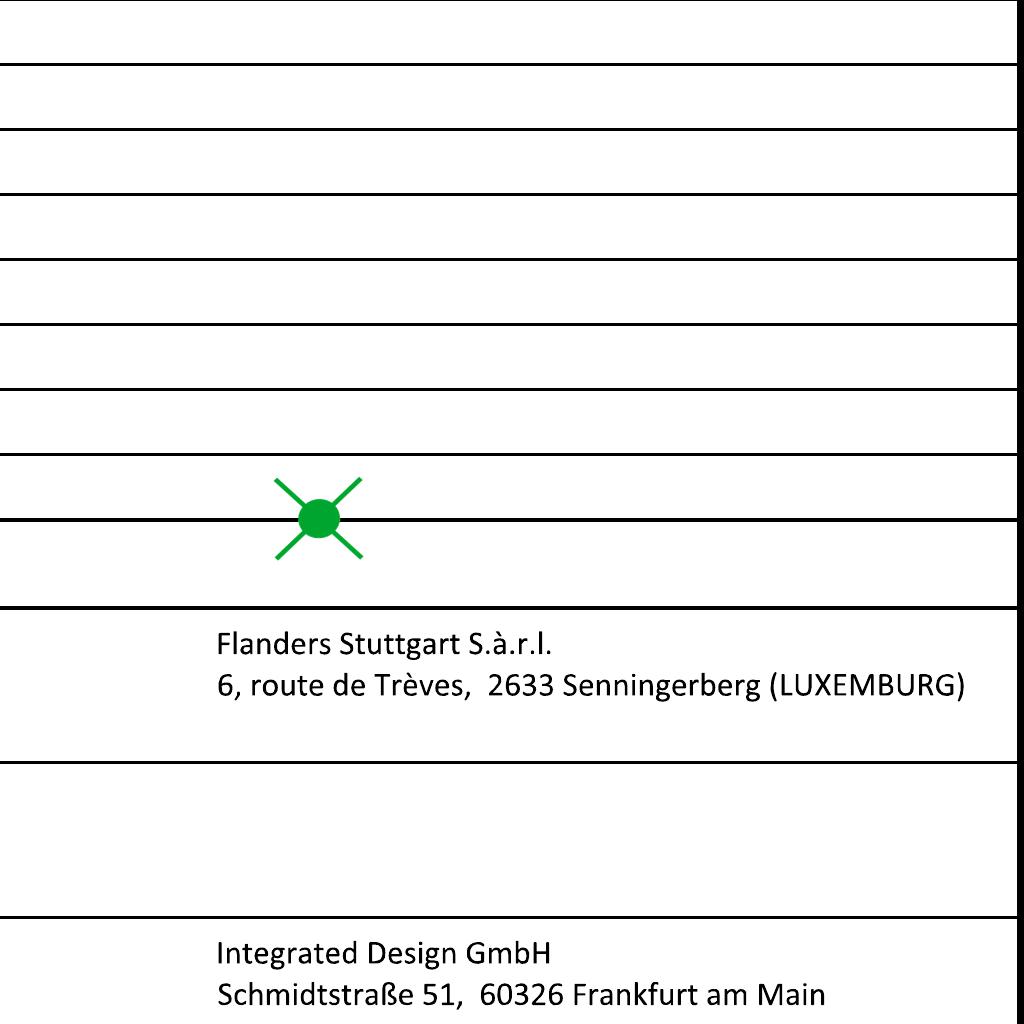 Flanders Stuttgart S.à.r.l.
6, route de Trèves,  2633 Senningerberg (LUXEMBURG)
Integrated Design GmbH
Schmidtstraße 51,  60326 Frankfurt am Main